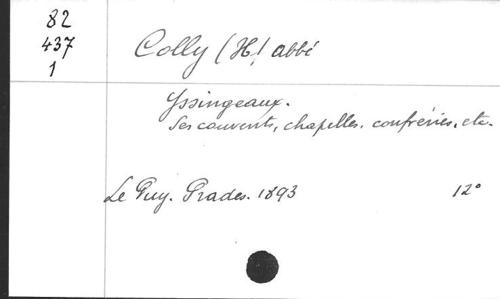 82
437
1
Colly (H.) abbé
Yssingeaux.
Ses couvents, chapelles, confréries, etc.
Le Puy. Prades. 1893 12°